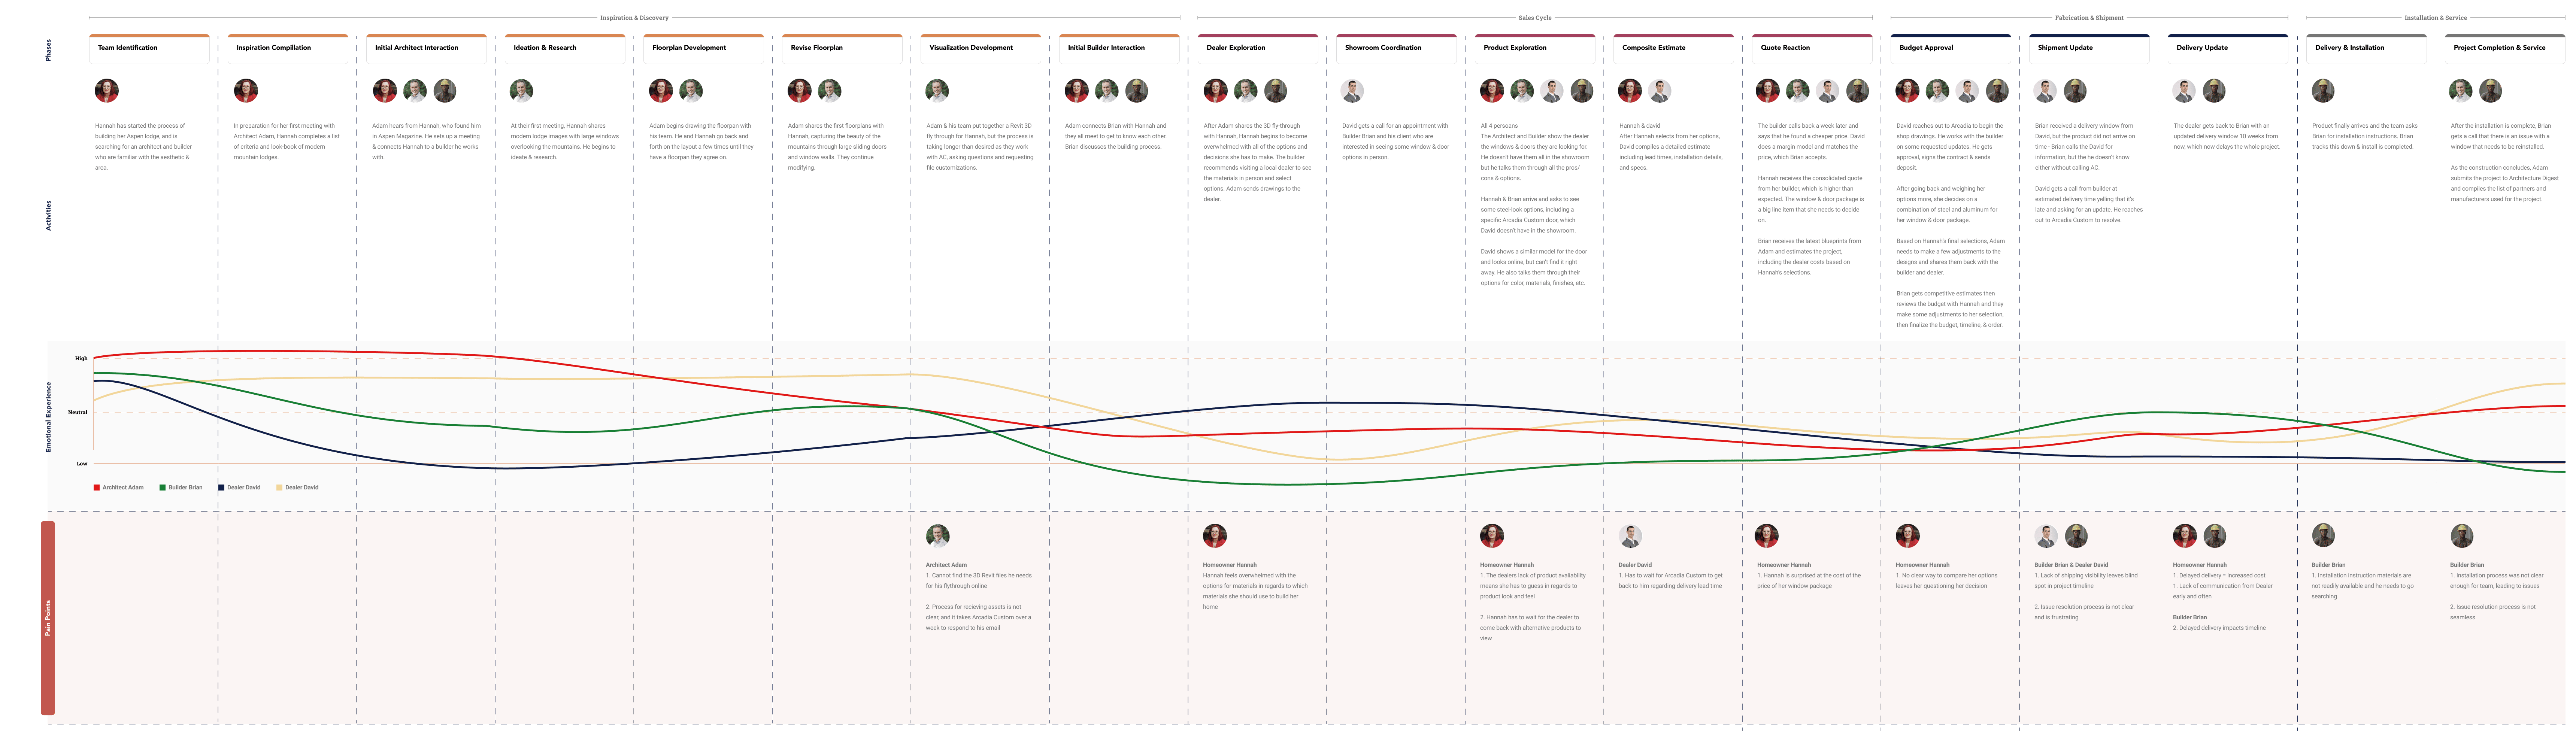 Inspiration & Discovery
Sales Cycle
Fabrication & Shipment
Installation & Service
Phases
Team Identification
Inspiration Compillation
Initial Architect Interaction
Ideation & Research
Floorplan Development
Revise Floorplan
Visualization Development
Initial Builder Interaction
Dealer Exploration
Showroom Coordination
Product Exploration
Composite Estimate
Quote Reaction
Budget Approval
Shipment Update
Delivery Update
Delivery & Installation
Project Completion & Service
Activities
Hannah has started the process of
building her Aspen lodge, and is
searching for an architect and builder
who are familiar with the aesthetic &
area.
In preparation for her first meeting with
Architect Adam, Hannah completes a list
of criteria and look-book of modern
mountain lodges.
Adam hears from Hannah, who found him
in Aspen Magazine. He sets up a meeting
& connects Hannah to a builder he works
with.
At their first meeting, Hannah shares
modern lodge images with large windows
overlooking the mountains. He begins to
ideate & research.
Adam begins drawing the floorpan with
his team. He and Hannah go back and
forth on the layout a few times until they
have a floorplan they agree on.
Adam shares the first floorplans with
Hannah, capturing the beauty of the
mountains through large sliding doors
and window walls. They continue
modifying.
Adam & his team put together a Revit 3D
fly through for Hannah, but the process is
taking longer than desired as they work
with AC, asking questions and requesting
file customizations.
Adam connects Brian with Hannah and
they all meet to get to know each other.
Brian discusses the building process.
After Adam shares the 3D fly-through
with Hannah, Hannah begins to become
overwhelmed with all of the options and
decisions she has to make. The builder
recommends visiting a local dealer to see
the materials in person and select
options. Adam sends drawings to the
dealer.
David gets a call for an appointment with
Builder Brian and his client who are
interested in seeing some window & door
options in person.
All 4 persoans
The Architect and Builder show the dealer
the windows & doors they are looking for.
He doesn't have them all in the showroom
but he talks them through all the pros/
cons & options.
Hannah & Brian arrive and asks to see
some steel-look options, including a
specific Arcadia Custom door, which
David doesn't have in the showroom.
David shows a similar model for the door
and looks online, but can't find it right
away. He also talks them through their
options for color, materials, finishes, etc.
Hannah & david
After Hannah selects from her options,
David compiles a detailed estimate
including lead times, installation details,
and specs.
The builder calls back a week later and
says that he found a cheaper price. David
does a margin model and matches the
price, which Brian accepts.
Hannah receives the consolidated quote
from her builder, which is higher than
expected. The window & door package is
a big line item that she needs to decide
on.
Brian receives the latest blueprints from
Adam and estimates the project,
including the dealer costs based on
Hannah's selections.
David reaches out to Arcadia to begin the
shop drawings. He works with the builder
on some requested updates. He gets
approval, signs the contract & sends
deposit.
After going back and weighing her
options more, she decides on a
combination of steel and aluminum for
her window & door package.
Based on Hannah's final selections, Adam
needs to make a few adjustments to the
designs and shares them back with the
builder and dealer.
Brian gets competitive estimates then
reviews the budget with Hannah and they
make some adjustments to her selection,
then finalize the budget, timeline, & order.
Brian received a delivery window from
David, but the product did not arrive on
time - Brian calls the David for
information, but the he doesn't know
either without calling AC.
David gets a call from builder at
estimated delivery time yelling that it's
late and asking for an update. He reaches
out to Arcadia Custom to resolve.
The dealer gets back to Brian with an
updated delivery window 10 weeks from
now, which now delays the whole project.
Product finally arrives and the team asks
Brian for installation instructions. Brian
tracks this down & install is completed.
After the installation is complete, Brian
gets a call that there is an issue with a
window that needs to be reinstalled.
As the construction concludes, Adam
submits the project to Architecture Digest
and compiles the list of partners and
manufacturers used for the project.
Emotional Experience
High
Neutral
Low
Architect Adam
Builder Brian
Dealer David
Dealer David
Pain Points
Architect Adam
1. Cannot find the 3D Revit files he needs
for his flythrough online
2. Process for recieving assets is not
clear, and it takes Arcadia Custom over a
week to respond to his email
Homeowner Hannah
Hannah feels overwhelmed with the
options for materials in regards to which
materials she should use to build her
home
Homeowner Hannah
1. The dealers lack of product avaliability
means she has to guess in regards to
product look and feel
2. Hannah has to wait for the dealer to
come back with alternative products to
view
Dealer David
1. Has to wait for Arcadia Custom to get
back to him regarding delivery lead time
Homeowner Hannah
1. Hannah is surprised at the cost of the
price of her window package
Homeowner Hannah
1. No clear way to compare her options
leaves her questioning her decision
Builder Brian & Dealer David
1. Lack of shipping visibility leaves blind
spot in project timeline
2. Issue resolution process is not clear
and is frustrating
Homeowner Hannah
1. Delayed delivery = increased cost
1. Lack of communication from Dealer
early and often
Builder Brian
2. Delayed delivery impacts timeline
Builder Brian
1. Installation instruction materials are
not readily available and he needs to go
searching
Builder Brian
1. Installation process was not clear
enough for team, leading to issues
2. Issue resolution process is not
seamless